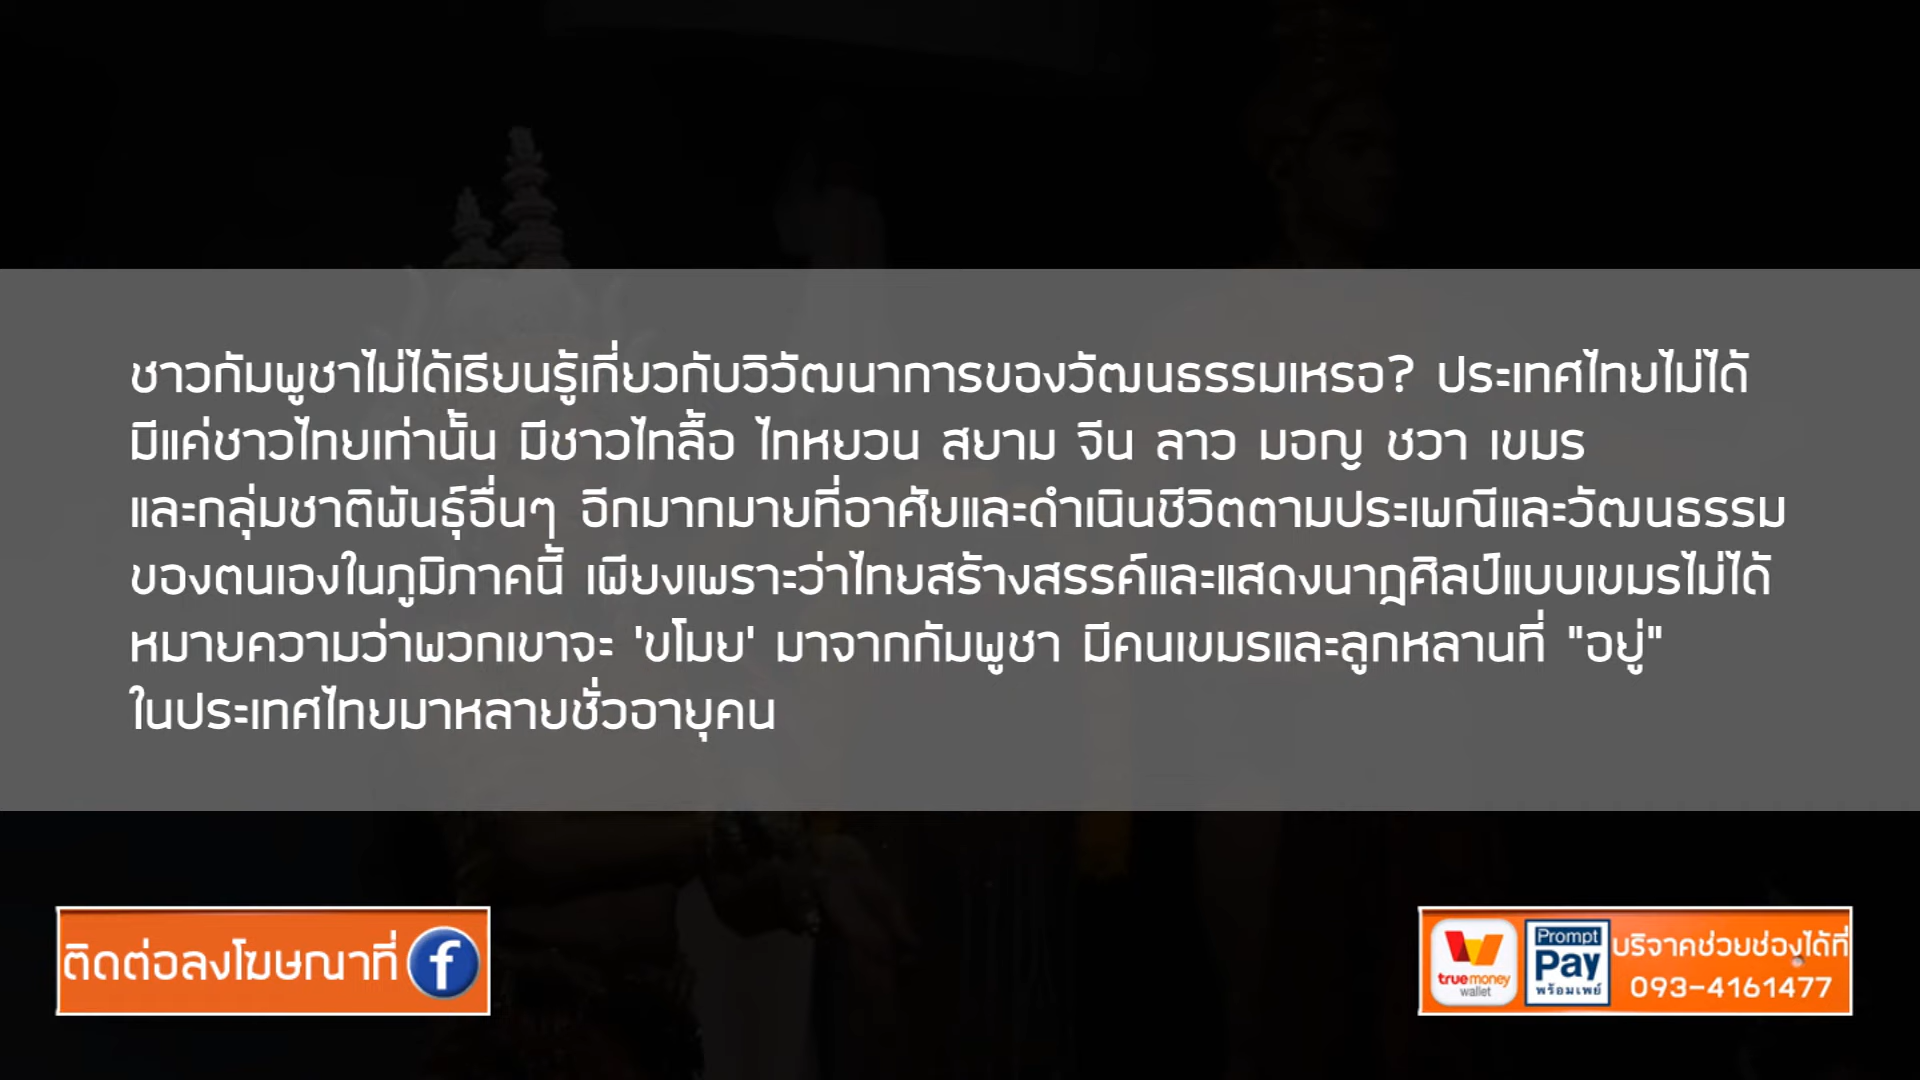 ชาวกัมพูชาไม่ได้เรียนรู้เกี่ยวกับวิวัฒนาการของวัฒนธรรมเหรอ? ประเทศไทยไม่ได้
มีแค่ชาวไทยเท่านั้น มีชาวไทลื้อ ไทหยวน สยาม จีน ลาว มอญ ชวา เขมร
และกลุ่มชาติพันธุ์อื่นๆ อีกมากมายที่อาศัยและดำเนินชีวิตตามประเพณีและวัฒนธรรม
ของตนเองในภูมิภาคนี้ เพียงเพราะว่าไทยสร้างสรรค์และแสดงนาฎศิลป์แบบเขมรไม่ได้
หมายความว่าพวกเขาจะ 'ขโมย' มาจากกัมพูชา มีคนเขมรและลูกหลานที่ "อยู่"
ในประเทศไทยมาหลายชั่วอายุคน
ติดต่อลงโฆษณาที่ f
truemoney
wallet
Prompt
Pay
พร้อมเพย์
บริจาคช่วยช่องได้ที่
093-4161477